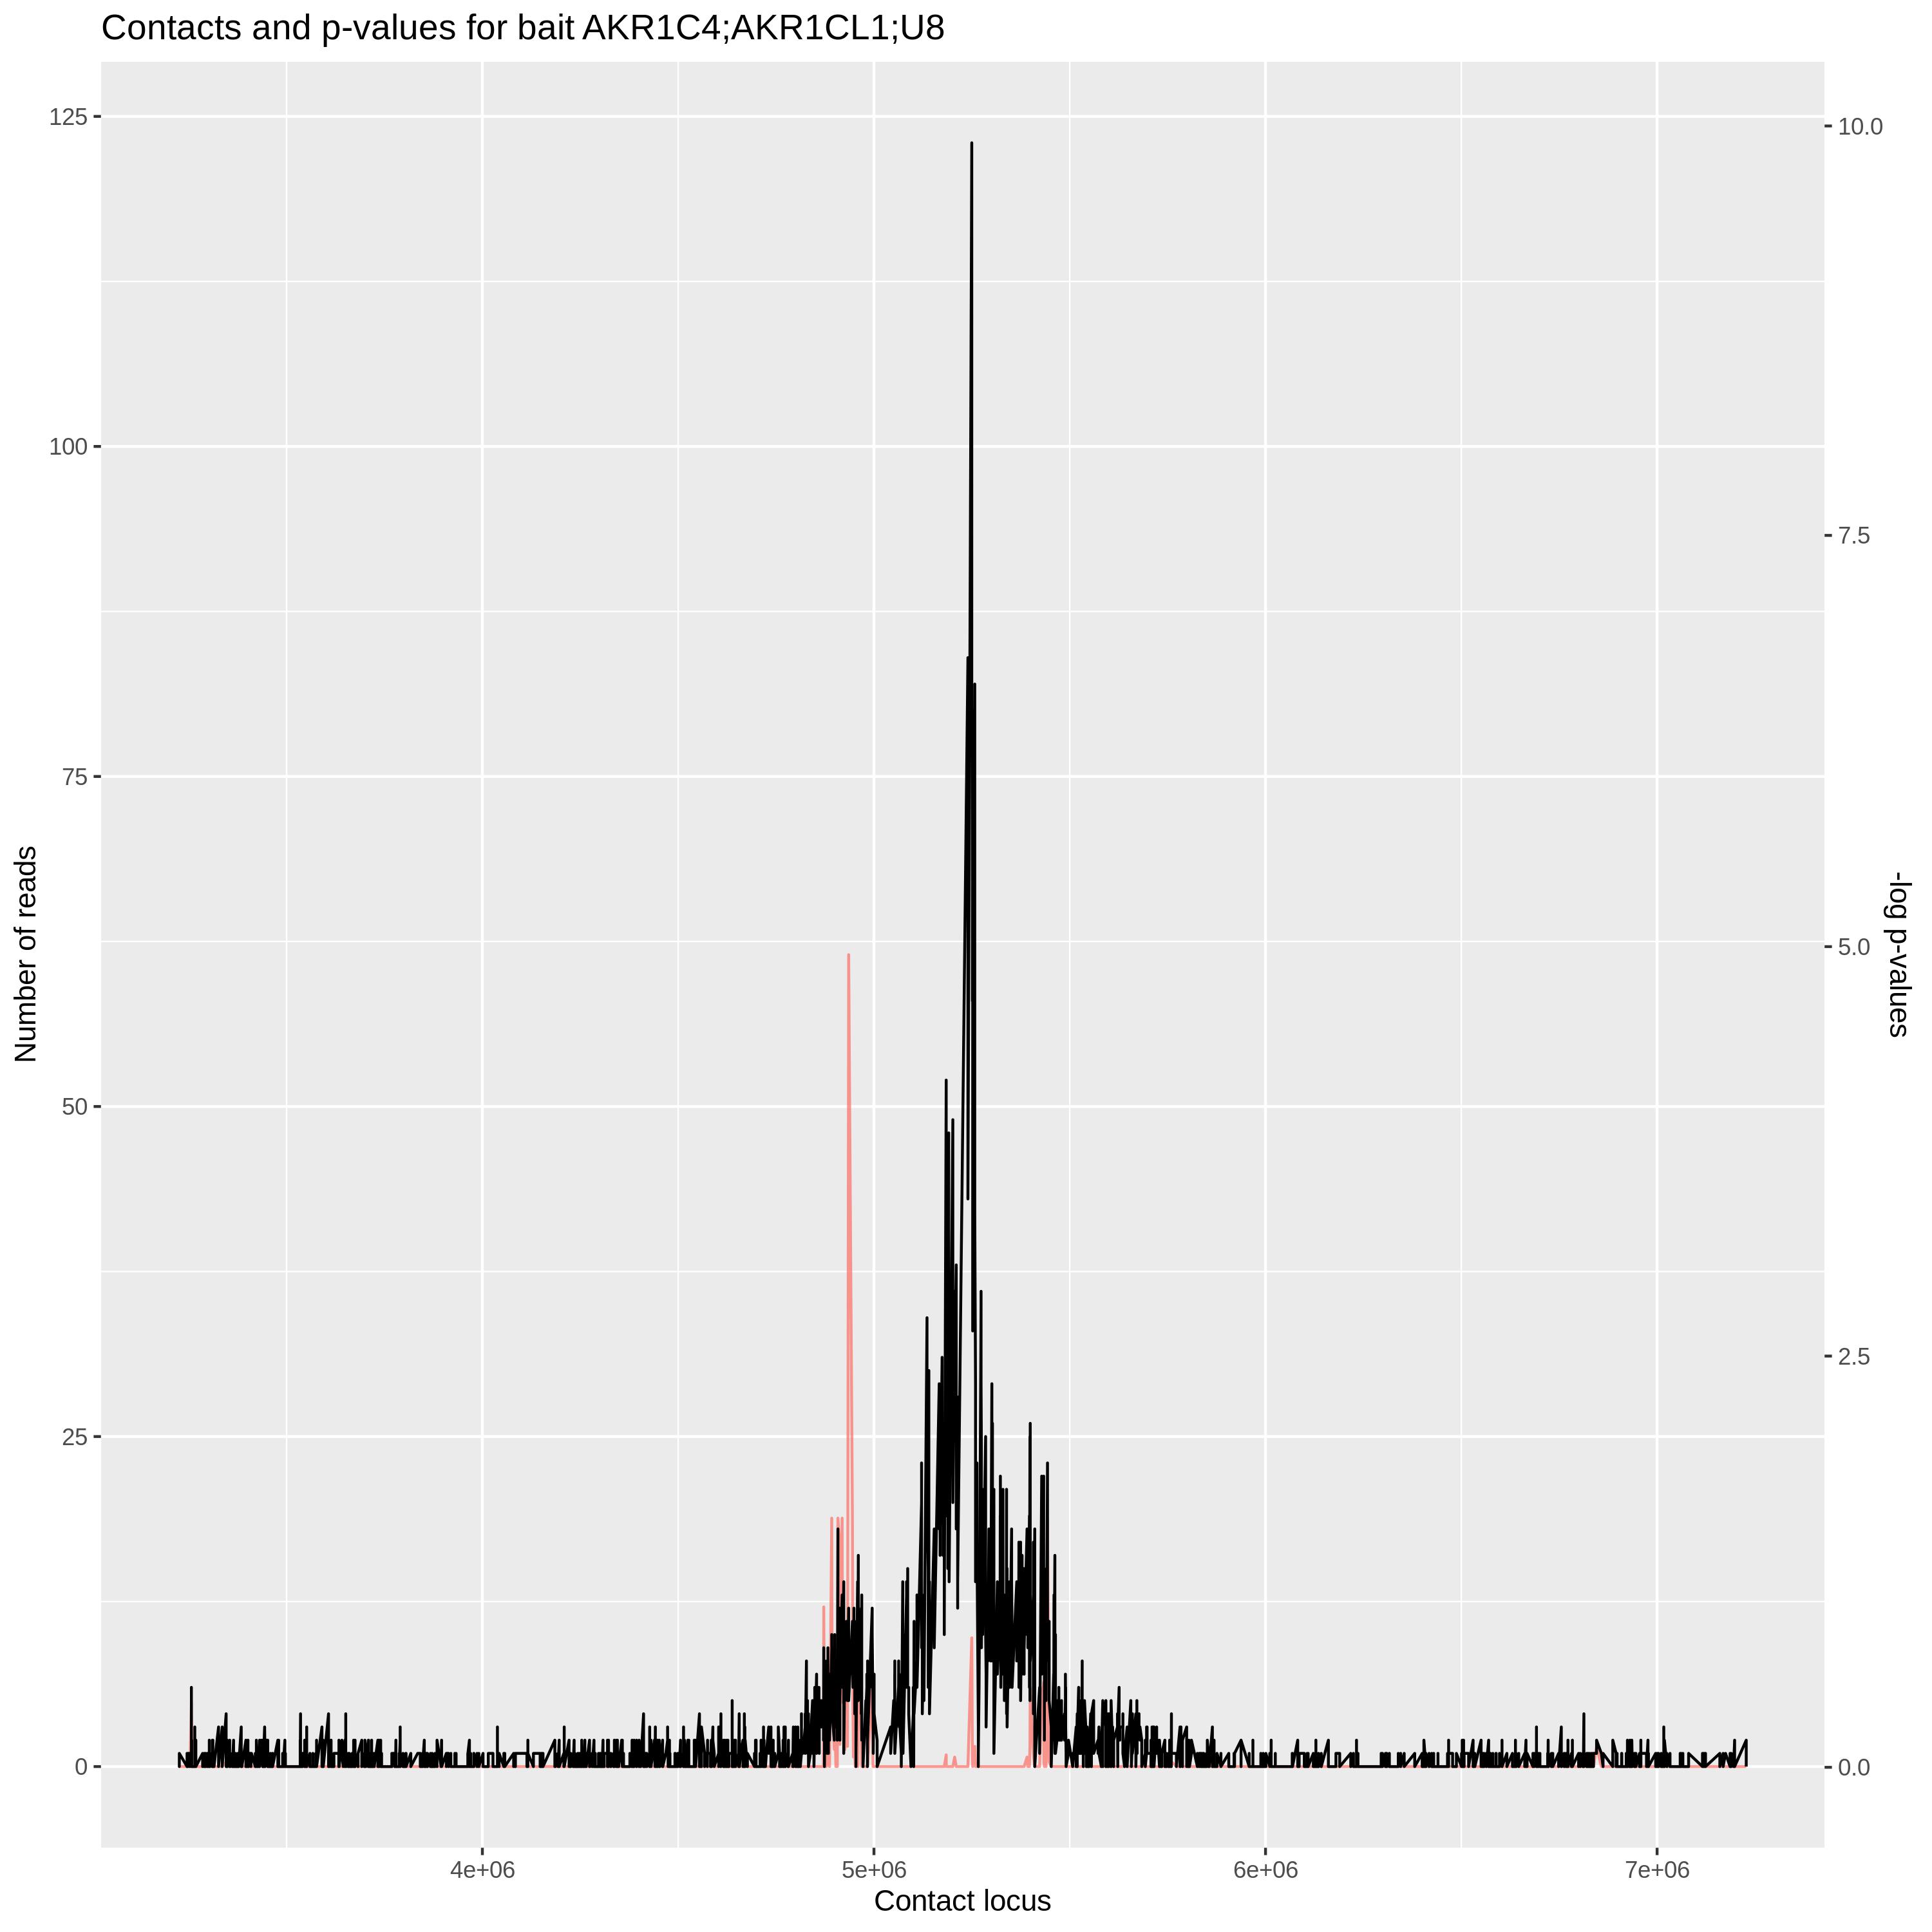 Contacts and p-values for bait AKR1C4;AKR1CL1;U8
125
100
75
50
25
0
Number of reads
10.0
7.5
5.0
2.5
0.0
-log p-values
4e+06
5e+06
6e+06
7e+06
Contact locus